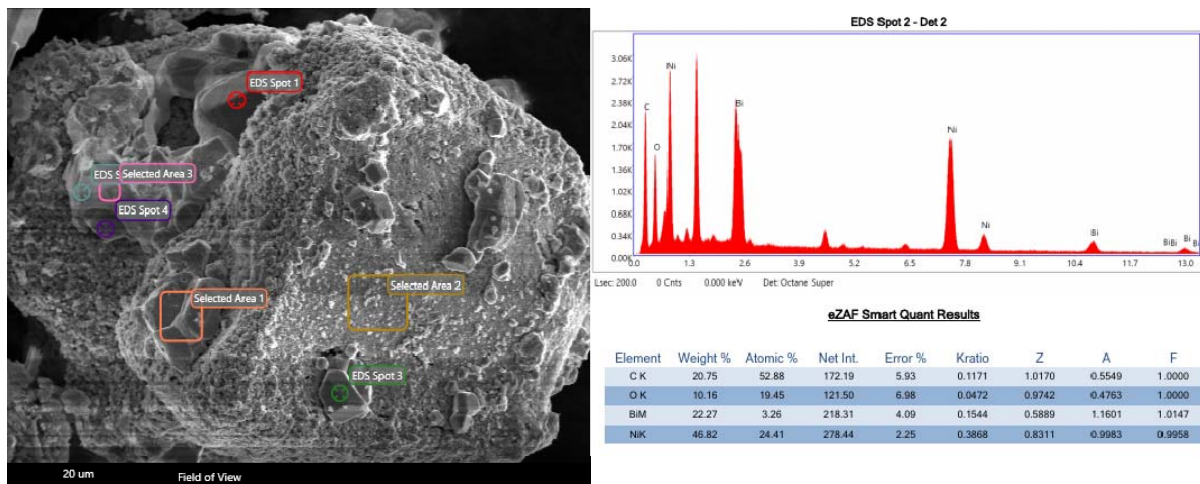 EDS Spot 1
EDS S
Selected Area 3
EDS Spot 4
Selected Area 1
Selected Area 2
EDS Spot 3
20 um
Field of View
EDS Spot 2 - Det 2
3.06K
2.72K
2.38K
2.04K
1.70K
1.36K
1.02K
0.68K
0.34K
0.00K
C
O
Ni
Bi
Ni
Ni
Bi
Bi
0.0 1.3 2.6 3.9 5.2 6.5 7.8 9.1 10.4 11.7 13.0
Lsec: 200.0 0 Cnts 0.000 keV Det: Octane Super
eZAF Smart Quant Results
Element Weight % Atomic % Net Int. Error % Kratio Z A F
C K 20.75 52.88 172.19 5.93 0.1171 1.0170 0.5549 1.0000
O K 10.16 19.45 121.50 6.98 0.0472 0.9742 0.4763 1.0000
BiM 22.27 3.26 218.31 4.09 0.1544 0.5889 1.1601 1.0147
NiK 46.82 24.41 278.44 2.25 0.3868 0.8311 0.9983 0.9958